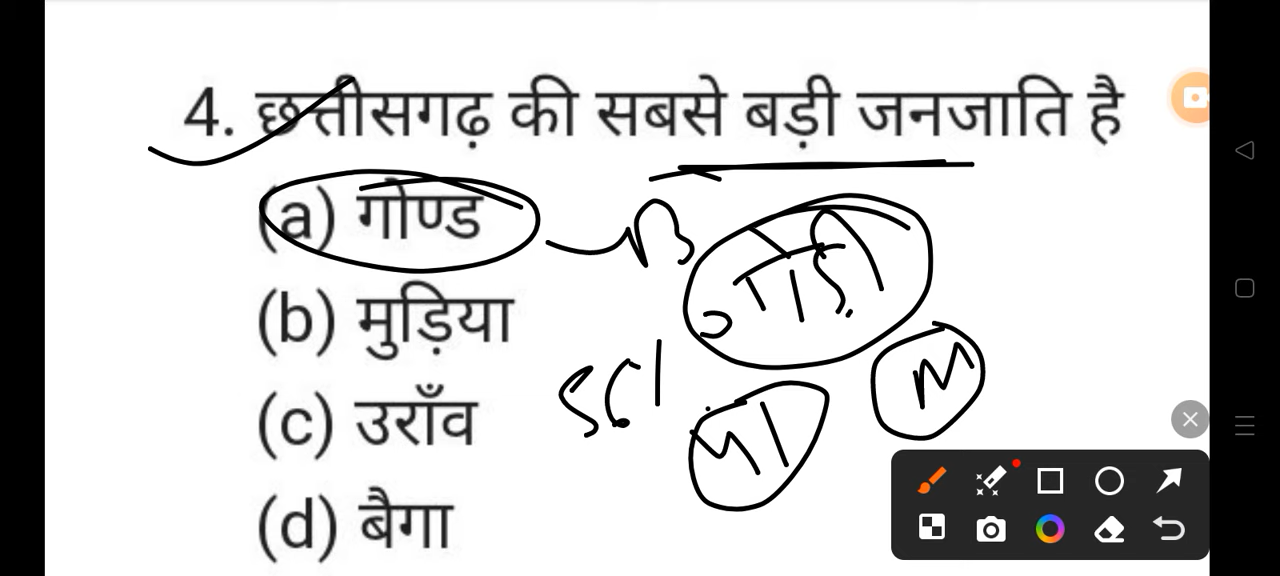 4. छत्तीसगढ़ की सबसे बड़ी जनजाति है
(a) गोण्ड
(b) मुड़िया
(c) उराँव
(d) बैगा